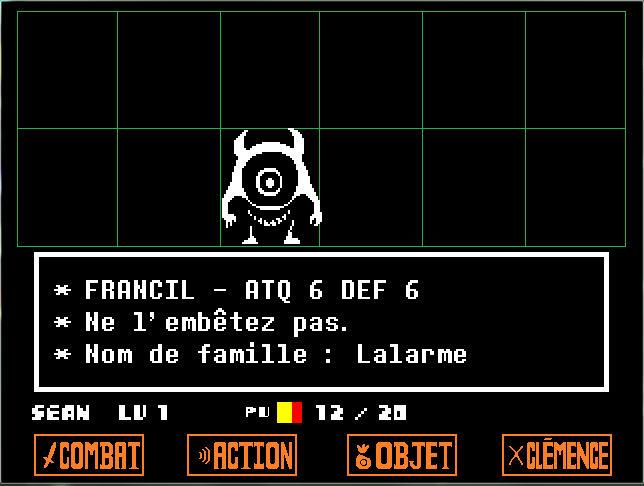 * FRANCIL - ATQ 6 DEF 6
* Ne l'embêtez pas.
* Nom de famille : Lalarme
SEAN LV 1 PV 12 / 20
COMBAT ACTION OBJET CLÉMENCE